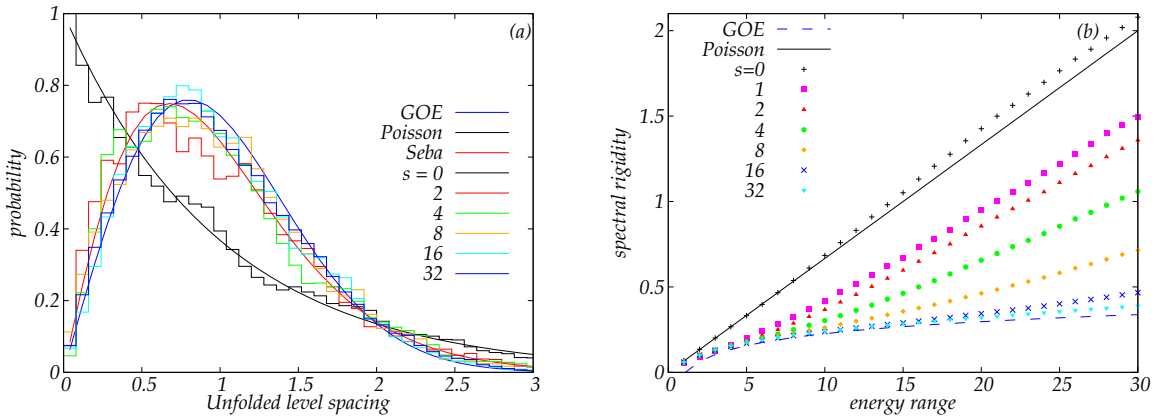 (a)
probability
1
0.8
0.6
0.4
0.2
0
0 0.5 1 1.5 2 2.5 3
Unfolded level spacing
GOE
Poisson
Seba
s = 0
2
4
8
16
32
(b)
spectral rigidity
2
1.5
1
0.5
0
0 5 10 15 20 25 30
energy range
GOE
Poisson
s=0
1
2
4
8
16
32